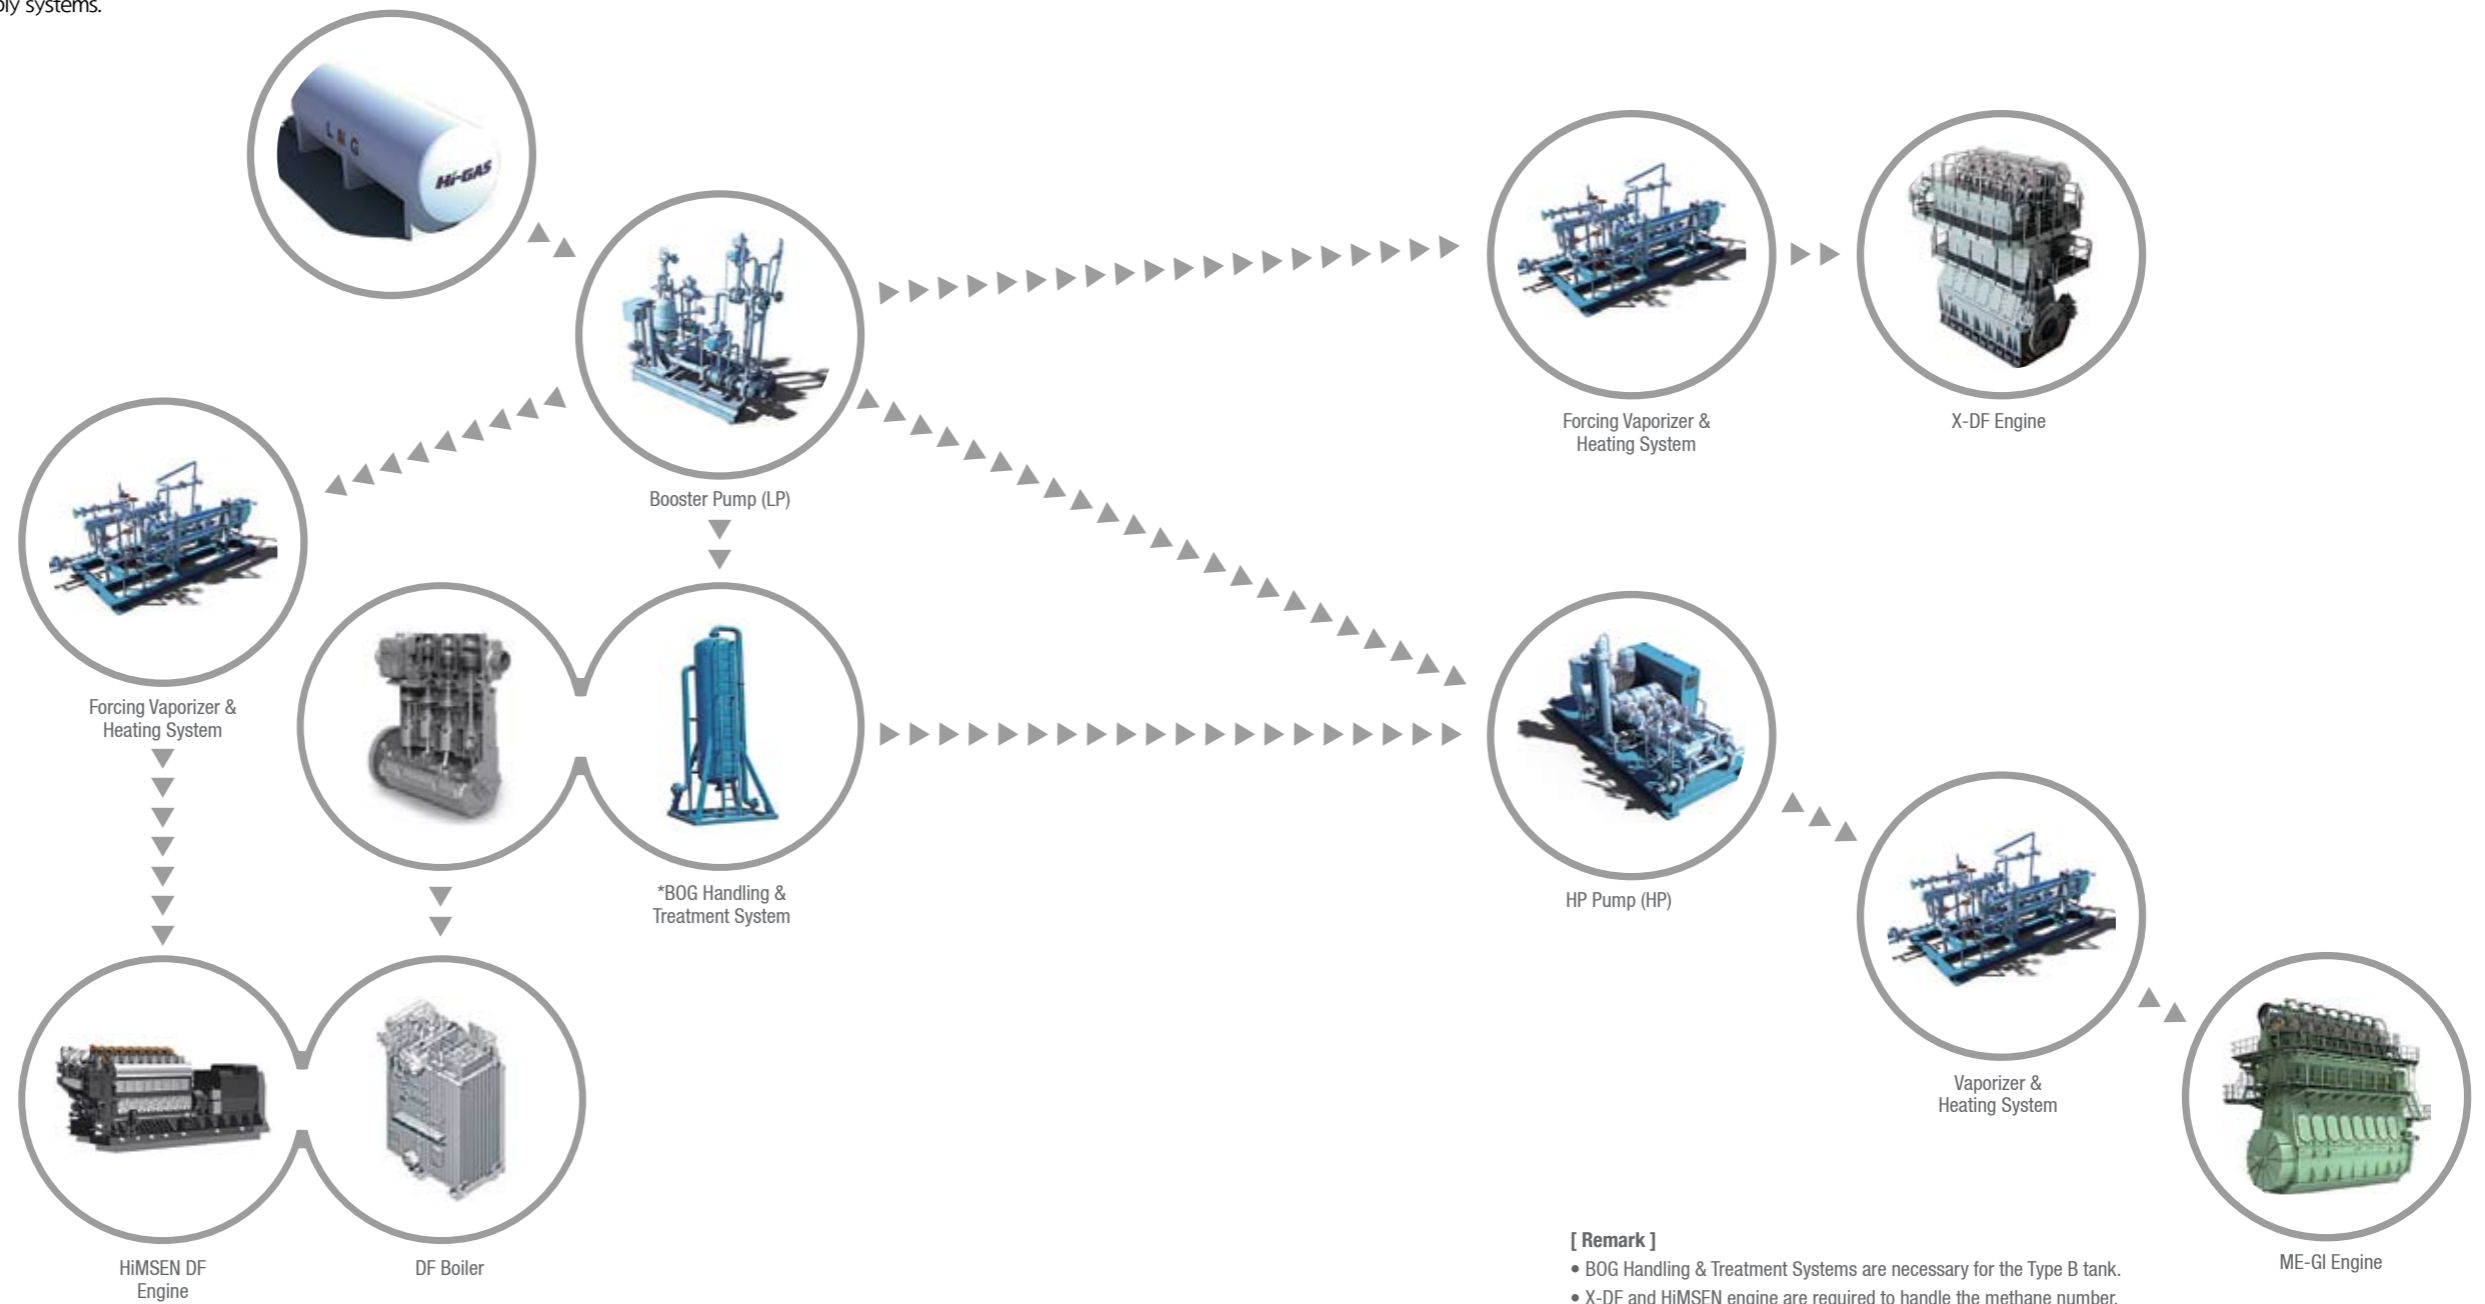 systems.
L N G
Hi-GAS
Booster Pump (LP)
Forcing Vaporizer &
Heating System
X-DF Engine
Forcing Vaporizer &
Heating System
*BOG Handling &
Treatment System
HP Pump (HP)
Vaporizer &
Heating System
HiMSEN DF
Engine
DF Boiler
ME-GI Engine
[ Remark ]
• BOG Handling & Treatment Systems are necessary for the Type B tank.
• X-DF and HiMSEN engine are required to handle the methane number.